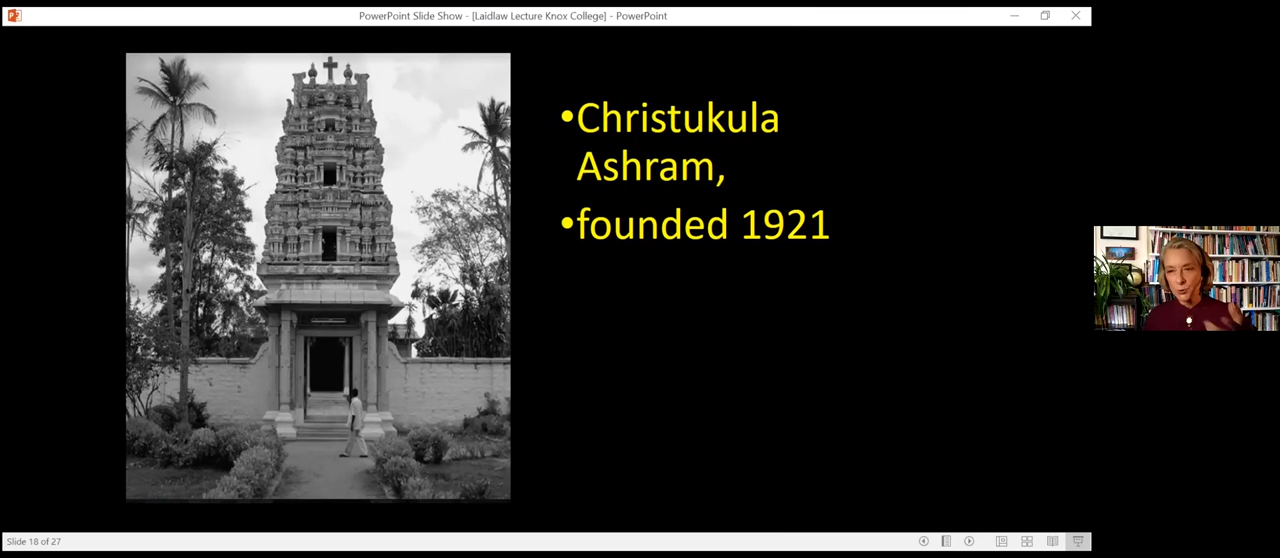 PowerPoint Slide Show - [Laidlaw Lecture Knox College] - PowerPoint
•Christukula
Ashram,
•founded 1921
Slide 18 of 27